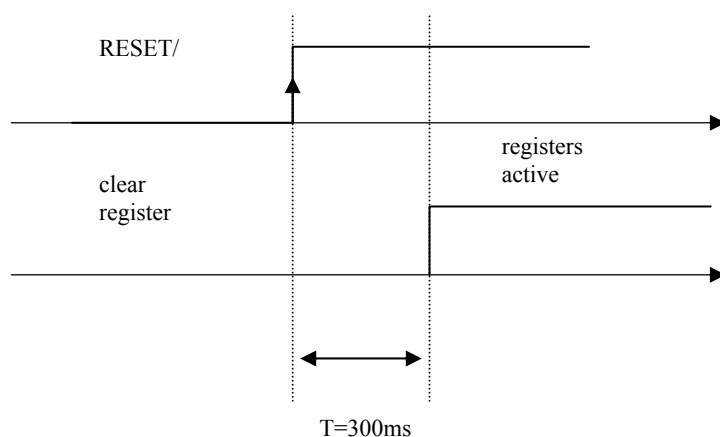 RESET/
registers
active
clear
register
T=300ms